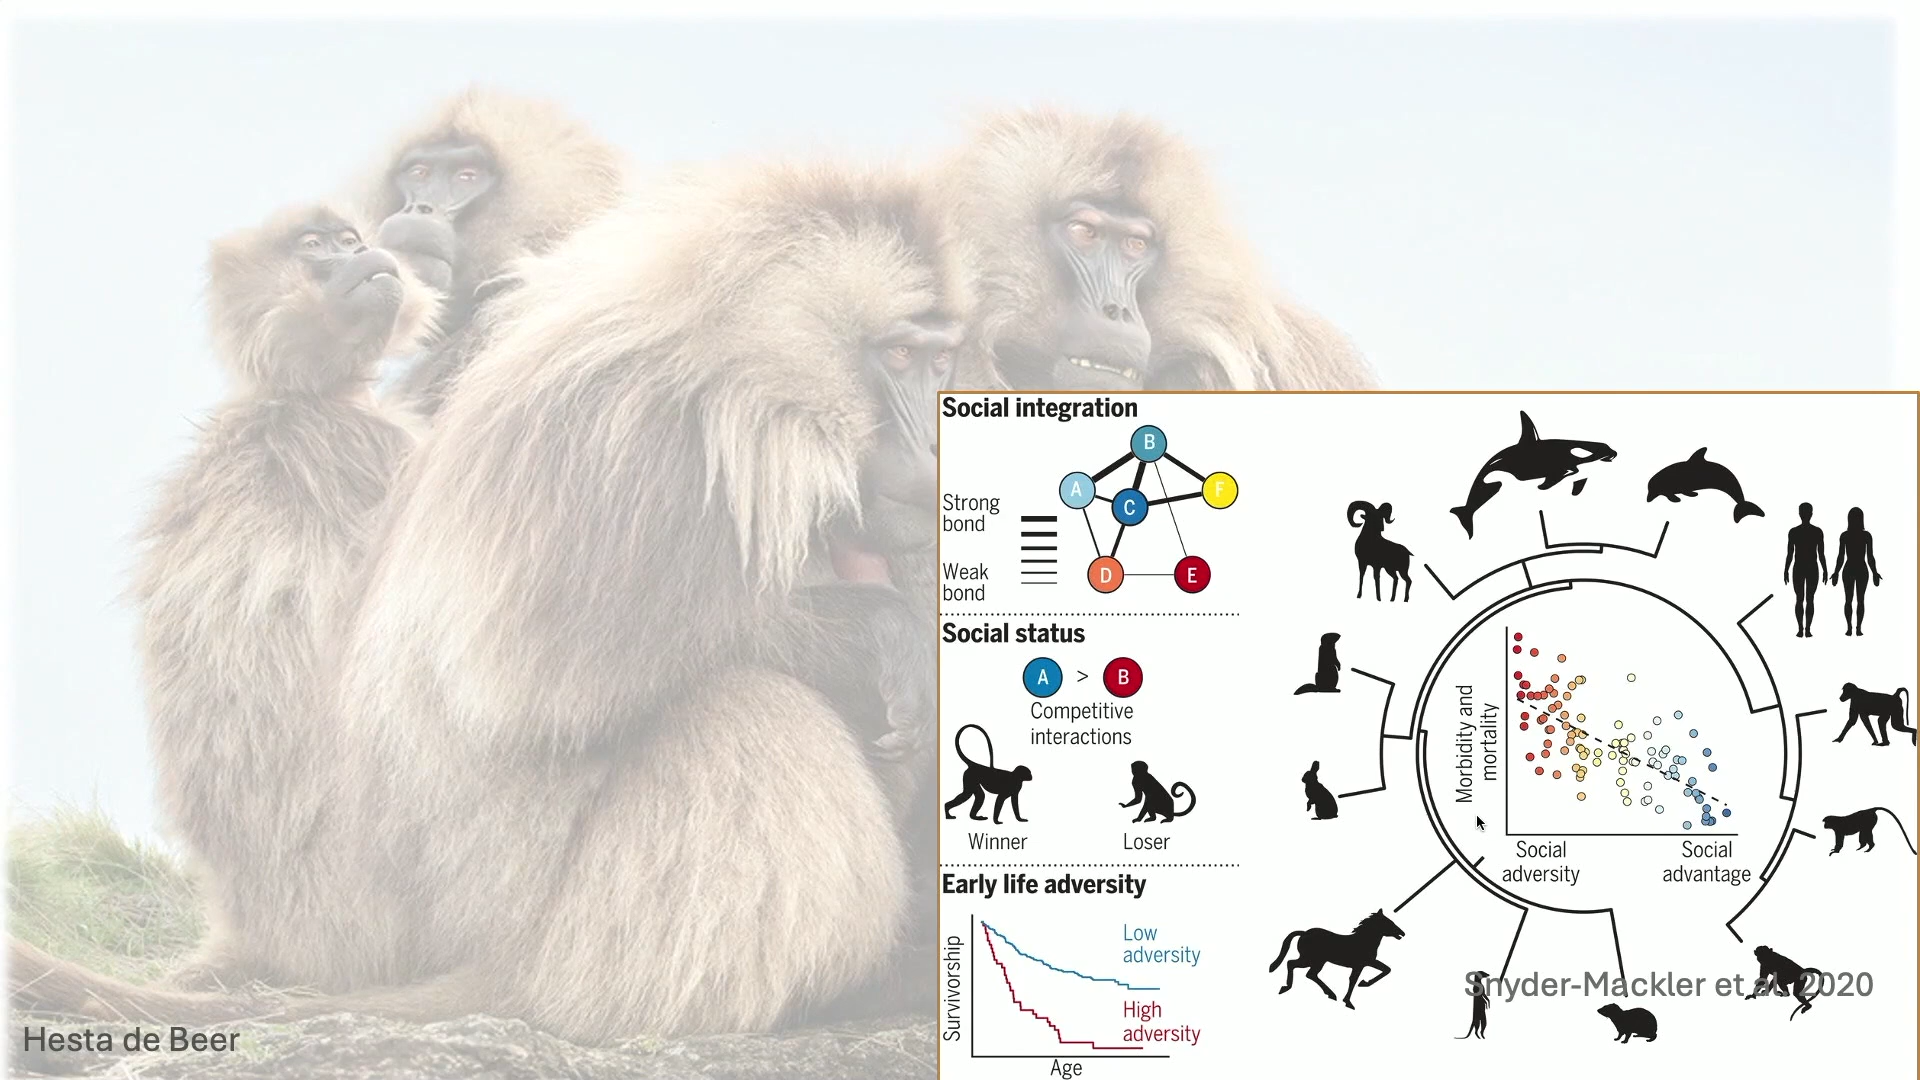 Social integration
B
A
F
C
Strong
bond
Weak
bond
D
E
Social status
A > B
Competitive
interactions
Winner
Loser
Early life adversity
Survivorship
Low
adversity
High
adversity
Age
Morbidity and
mortality
Social
adversity
Social
advantage
Snyder-Mackler et al. 2020
Hesta de Beer